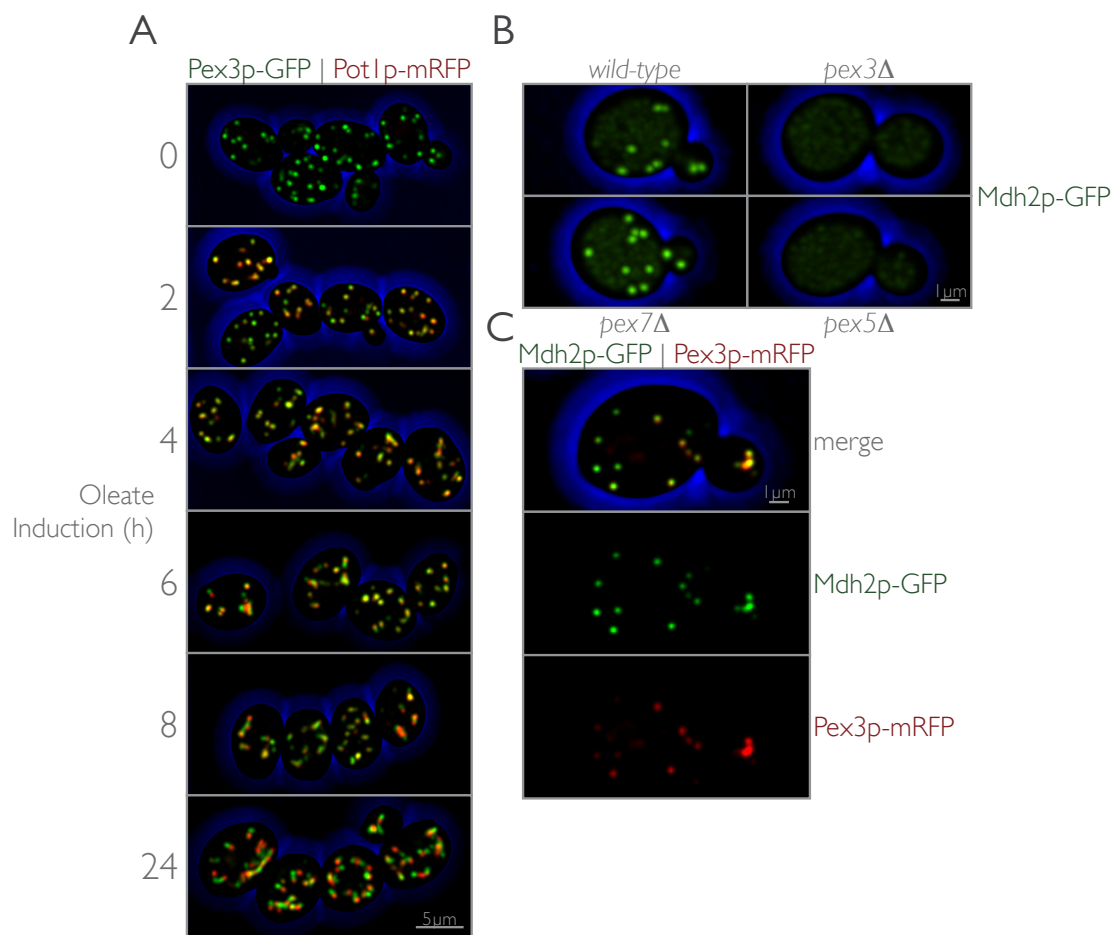 A
Pex3p-GFP | Pot1p-mRFP
0
2
4
Oleate
Induction (h)
6
8
24
5μm
B
wild-type
pex3Δ
Mdh2p-GFP
1μm
pex7Δ
pex5Δ
C
Mdh2p-GFP | Pex3p-mRFP
merge
1μm
Mdh2p-GFP
Pex3p-mRFP